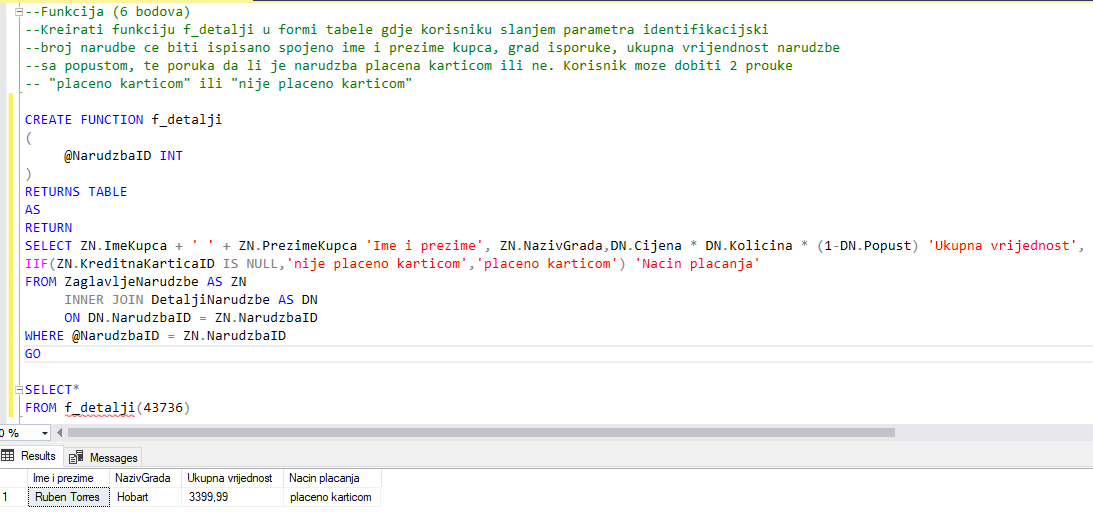 --Funkcija (6 bodova)
--Kreirati funkciju f_detalji u formi tabele gdje korisniku slanjem parametra identifikacijski
--broj narudbe ce biti ispisano spojeno ime i prezime kupca, grad isporuke, ukupna vrijendnost narudzbe
--sa popustom, te poruka da li je narudzba placena karticom ili ne. Korisnik moze dobiti 2 prouke
-- "placeno karticom" ili "nije placeno karticom"
CREATE FUNCTION f_detalji
(
@NarudzbaID INT
)
RETURNS TABLE
AS
RETURN
SELECT ZN.ImeKupca + ' ' + ZN.PrezimeKupca 'Ime i prezime', ZN.NazivGrada,DN.Cijena * DN.Kolicina * (1-DN.Popust) 'Ukupna vrijednost',
IIF(ZN.KreditnaKarticaID IS NULL,'nije placeno karticom','placeno karticom') 'Nacin placanja'
FROM ZaglavljeNarudzbe AS ZN
INNER JOIN DetaljiNarudzbe AS DN
ON DN.NarudzbaID = ZN.NarudzbaID
WHERE @NarudzbaID = ZN.NarudzbaID
GO
SELECT*
FROM f_detalji(43736)
0 %
Results Messages
Ime i prezime NazivGrada Ukupna vrijednost Nacin placanja
1 Ruben Torres Hobart 3399,99 placeno karticom